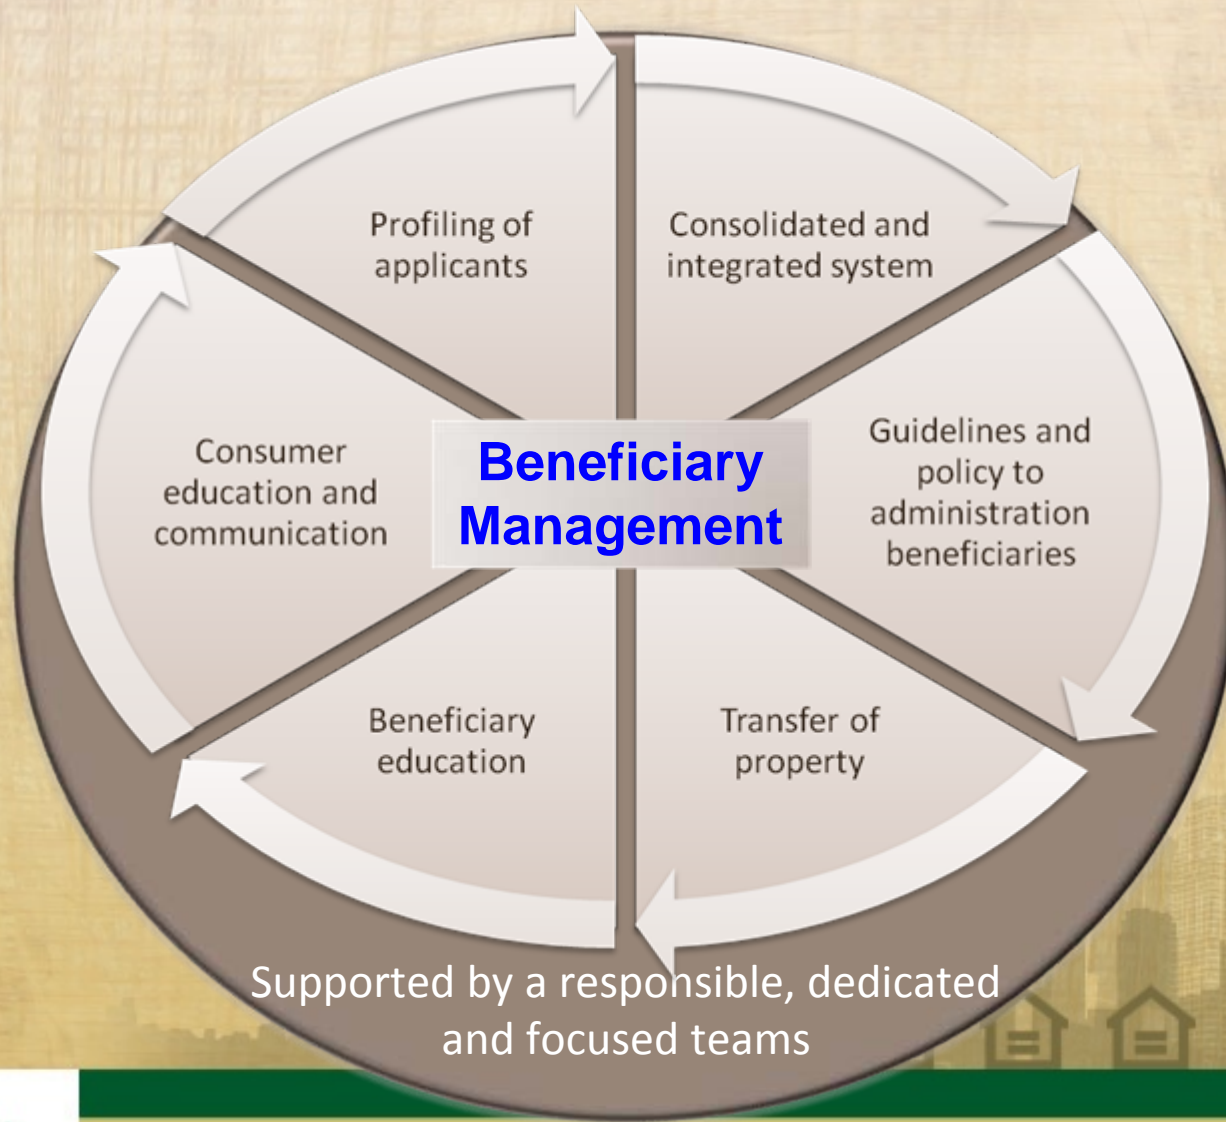 Profiling of
applicants
Consolidated and
integrated system
Guidelines and
policy to
administration
beneficiaries
Transfer of
property
Beneficiary
education
Consumer
education and
communication
Beneficiary
Management
Supported by a responsible, dedicated
and focused teams